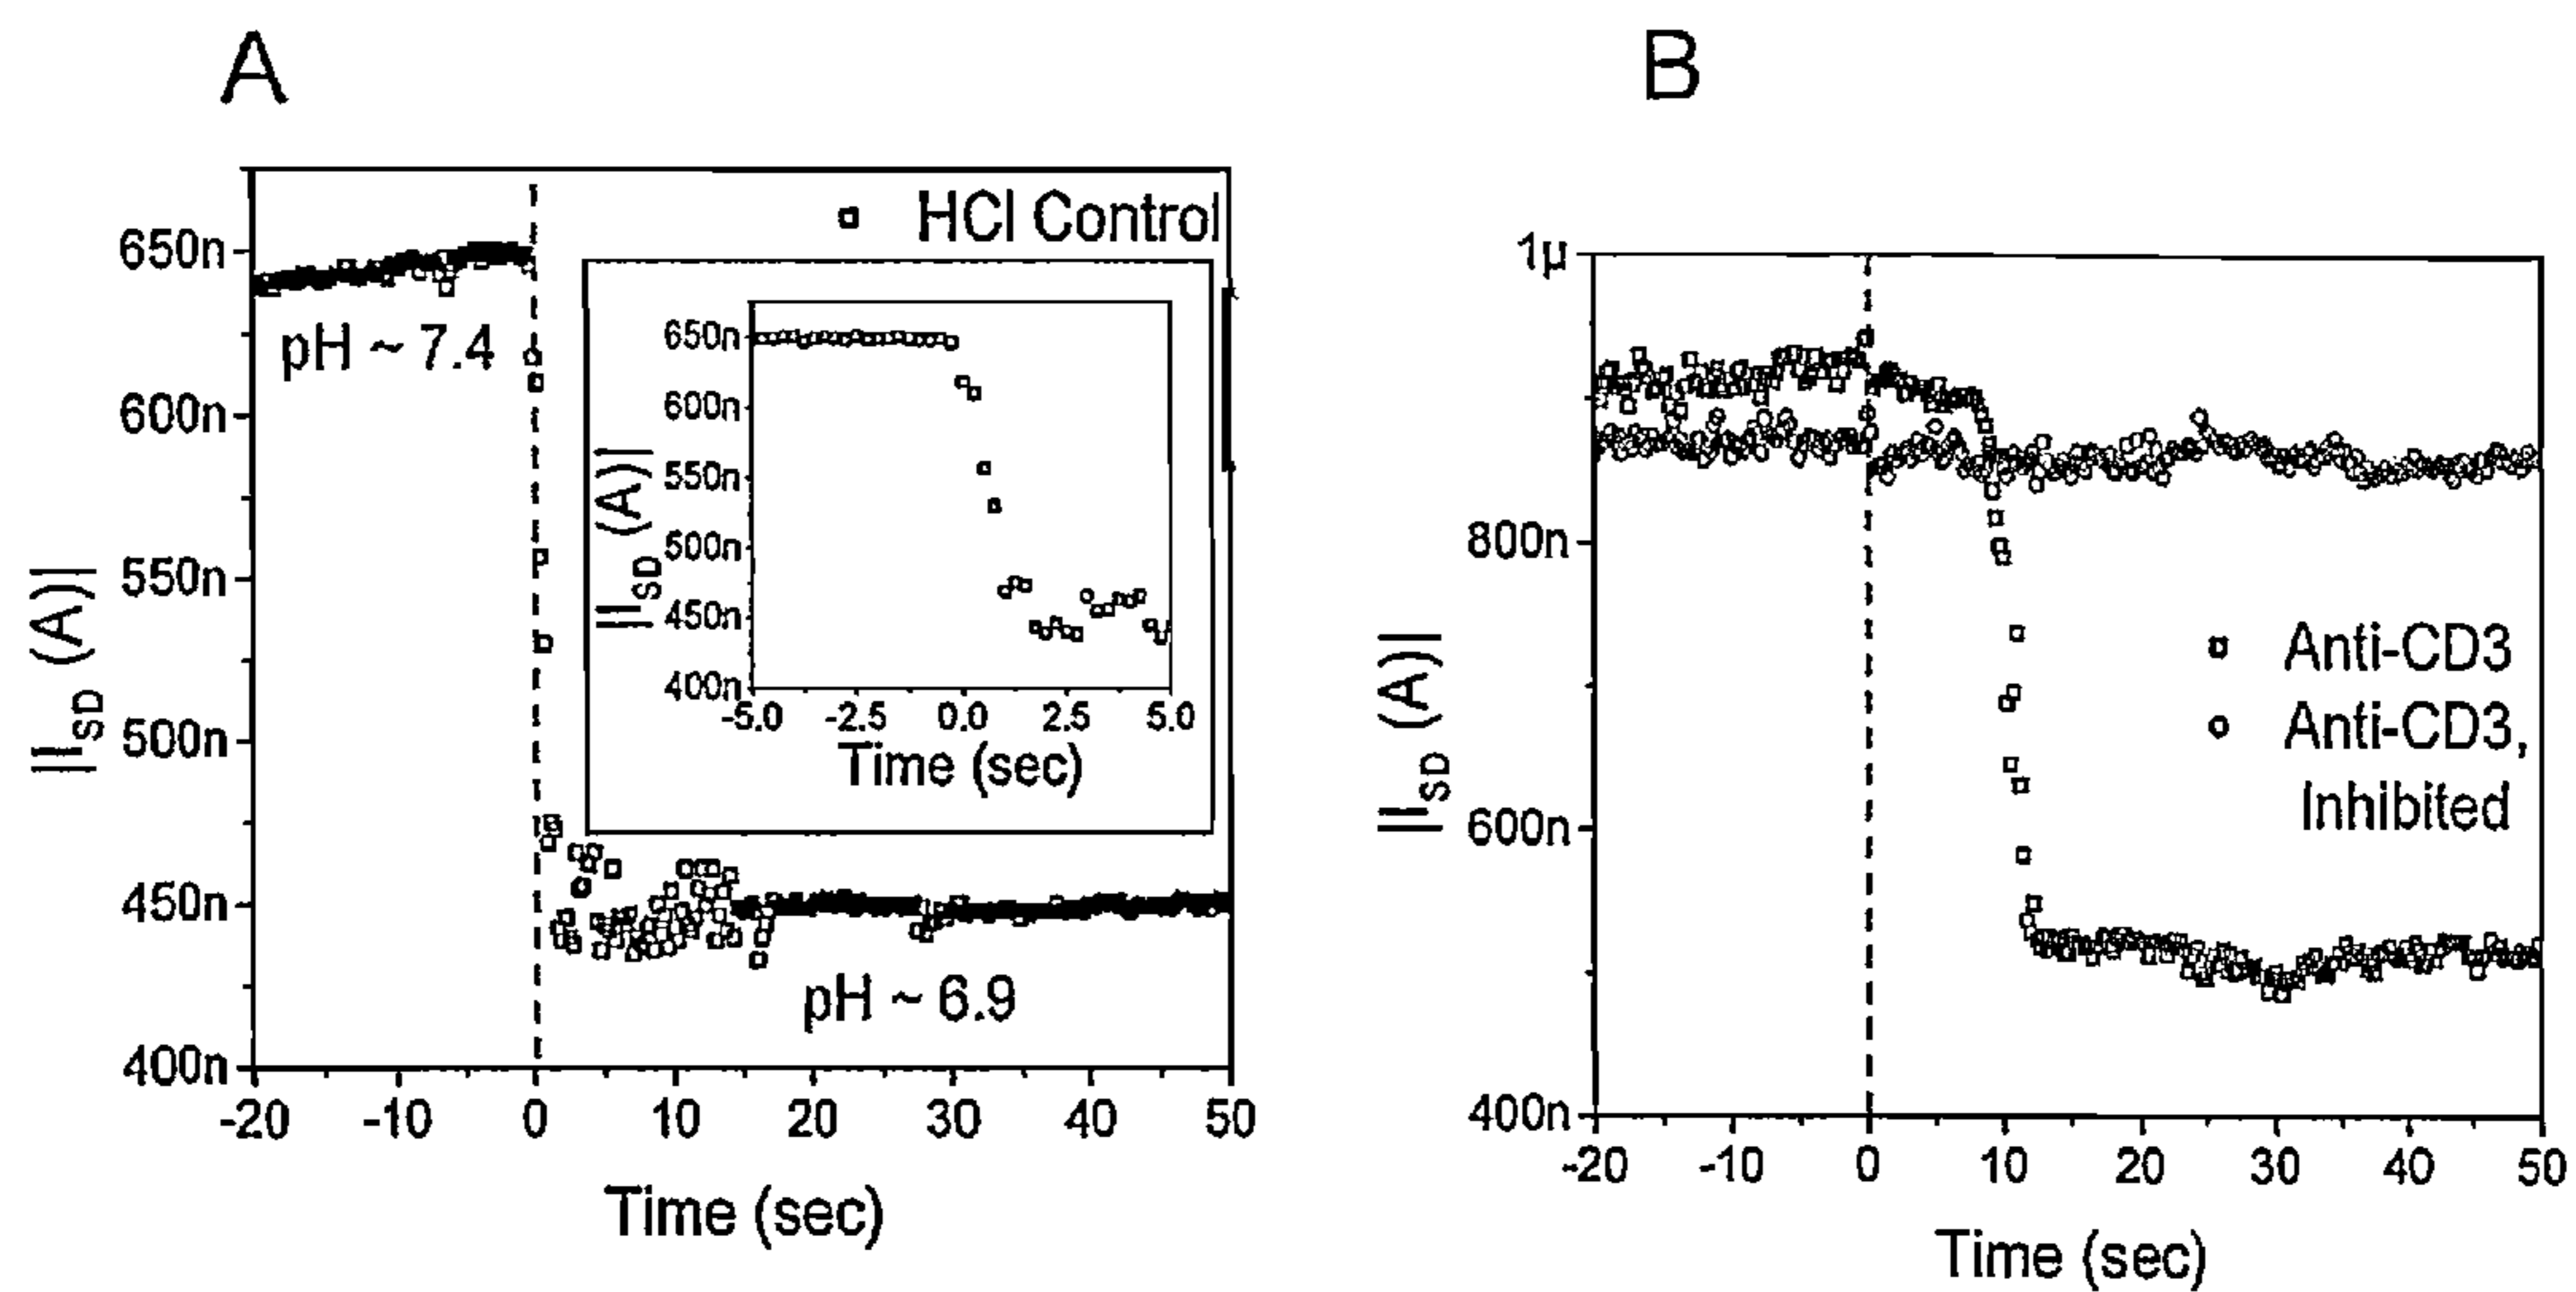 A
HCl Control
650n
600n
550n
500n
450n
400n
|I_SD (A)|
pH ~ 7.4
pH ~ 6.9
-20 -10 0 10 20 30 40 50
Time (sec)
650n
600n
550n
500n
450n
400n
|I_SD (A)|
-5.0 -2.5 0.0 2.5 5.0
Time (sec)
B
1µ
800n
600n
400n
|I_SD (A)|
Anti-CD3
Anti-CD3,
Inhibited
-20 -10 0 10 20 30 40 50
Time (sec)